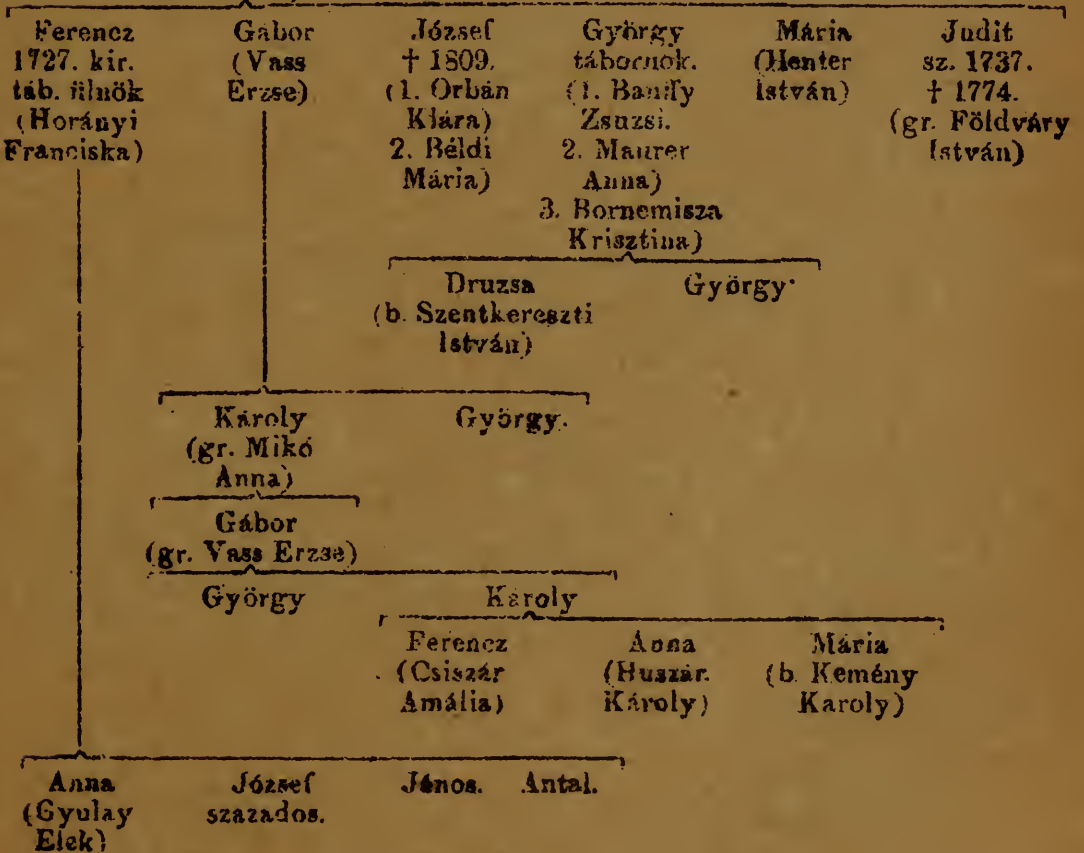 Ferencz Gábor József György Mária Judit
1727. kir. (Vass † 1809. tábornok. (Henter sz. 1737.
táb. ülnök Erzse) (1. Orbán (1. Banffy István) † 1774.
(Horányi Klára) Zsuzsi. (gr. Földváry
Franciska) 2. Béldi 2. Maurer István)
Mária) Anna)
3. Bornemisza
Krisztina)
Druzsa György
(b. Szentkereszti
István)
Károly György.
(gr. Mikó
Anna)
Gábor
(gr. Vass Erzse)
György Károly
Ferencz Anna Mária
(Csiszár (Huszár. (b. Kemény
Amália) Károly) Karoly)
Anna József János. Antal.
(Gyulay szazados.
Elek)